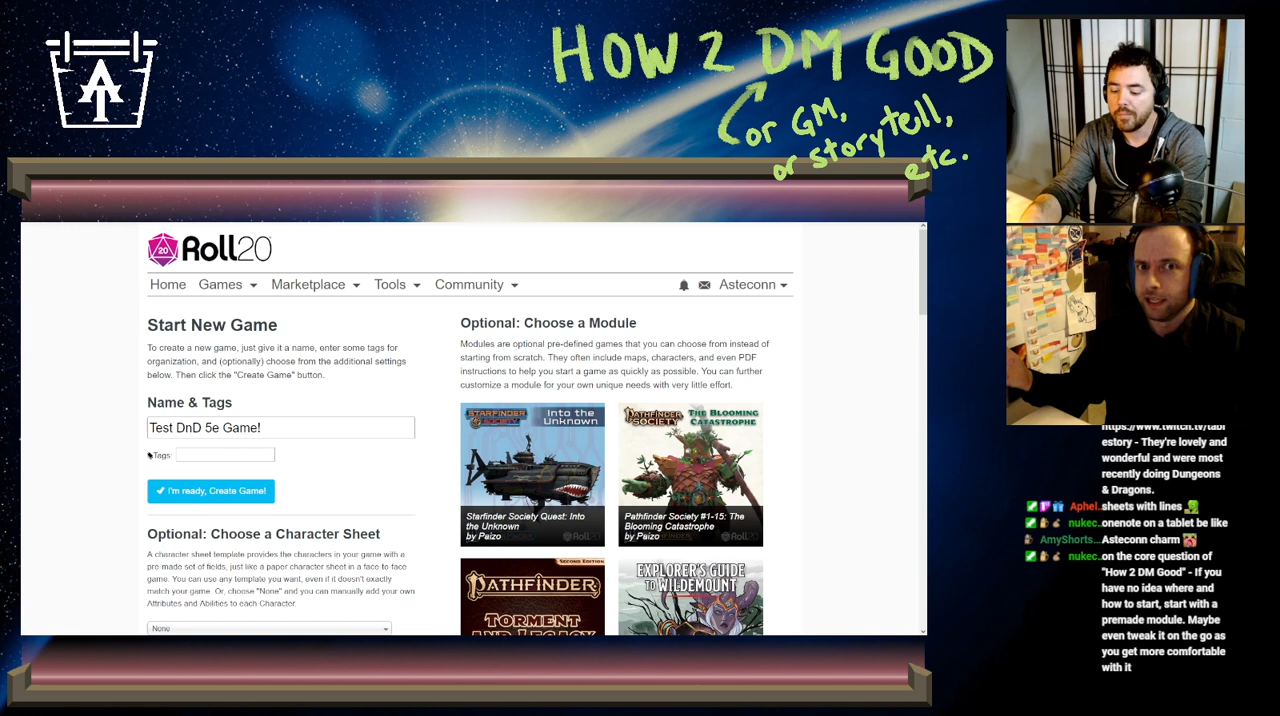 HOW 2 DM GOOD
or GM,
or storytell,
etc.
AT
20 Roll20
Home Games Marketplace Tools Community Asteconn
Start New Game
To create a new game, just give it a name, enter some tags for
organization, and (optionally) choose from the additional settings
below. Then click the "Create Game" button.
Name & Tags
Test DnD 5e Game!
Tags:
I'm ready, Create Game!
Optional: Choose a Character Sheet
A character sheet template provides the characters in your game with a
pre-made set of fields, just like a paper character sheet in a face-to-face
game. You can use any template you want, even if it doesn't exactly
match your game. Or, choose "None" and you can manually add your own
Attributes and Abilities to each Character.
None
Optional: Choose a Module
Modules are optional pre-defined games that you can choose from instead of
starting from scratch. They often include maps, characters, and even PDF
instructions to help you start a game as quickly as possible. You can further
customize a module for your own unique needs with very little effort.
STARFINDER SOCIETY Into the
Unknown
Starfinder Society Quest: Into
the Unknown
by Paizo
Roll20
PATHFINDER SOCIETY THE BLOOMING
CATASTROPHE
Pathfinder Society #1-15: The
Blooming Catastrophe
by Paizo
Roll20
SECOND EDITION
PATHFINDER
TORMENT
AND LEGACY
EXPLORER'S GUIDE
TO WILDEMOUNT
https://www.twitch.tv/tabl
estory - They're lovely and
wonderful and were most
recently doing Dungeons
& Dragons.
Aphel.. sheets with lines
nukec.. onenote on a tablet be like
AmyShorts... Asteconn charm
nukec.. on the core question of
"How 2 DM Good" - If you
have no idea where and
how to start, start with a
premade module. Maybe
even tweak it on the go as
you get more comfortable
with it